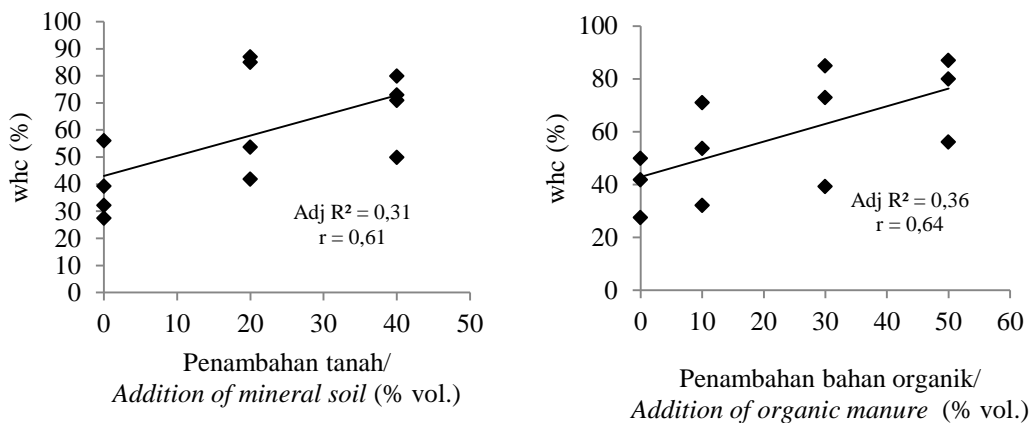 100
90
80
70
60
50
40
30
20
10
0
whc (%)
0 10 20 30 40 50
Adj R² = 0,31
r = 0,61
Penambahan tanah/
Addition of mineral soil (% vol.)
100
80
60
40
20
0
whc (%)
0 10 20 30 40 50 60
Adj R² = 0,36
r = 0,64
Penambahan bahan organik/
Addition of organic manure (% vol.)